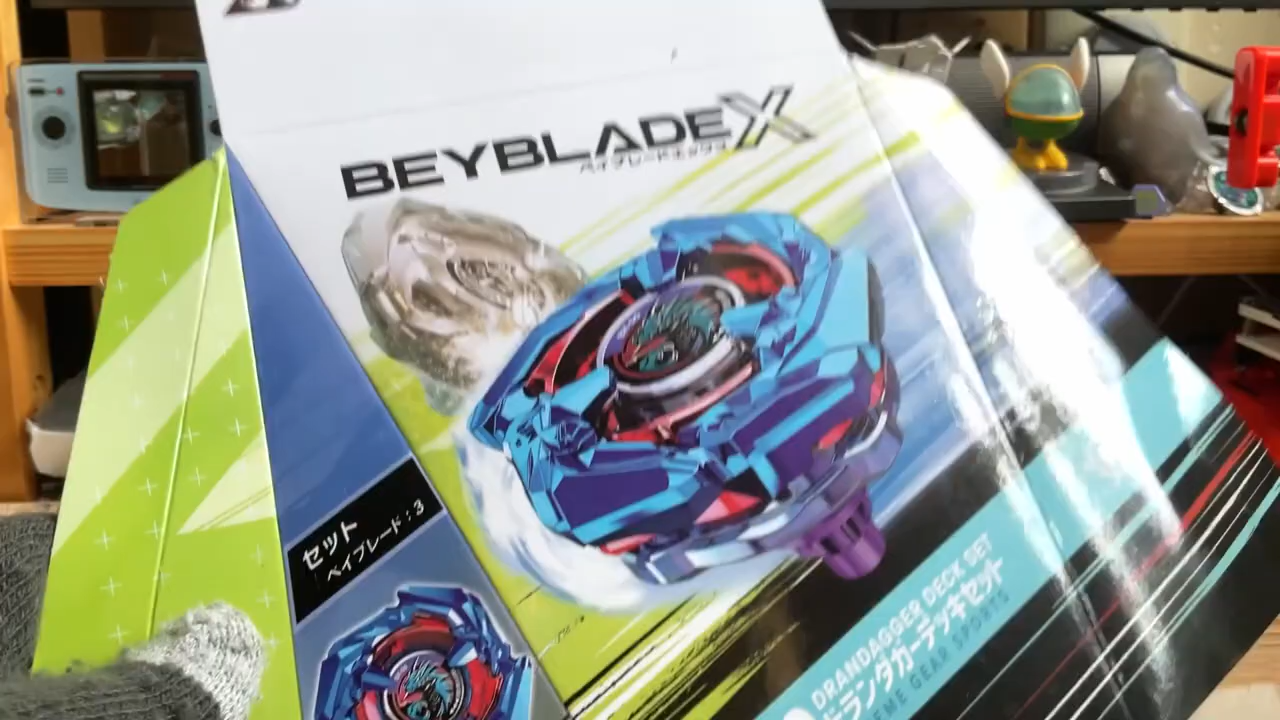 BEYBLADE X
ベイブレードエックス
セット
ベイブレード:3
DRANDAGGER DECK SET
ドランダガーデッキセット
GEAR SPORTS